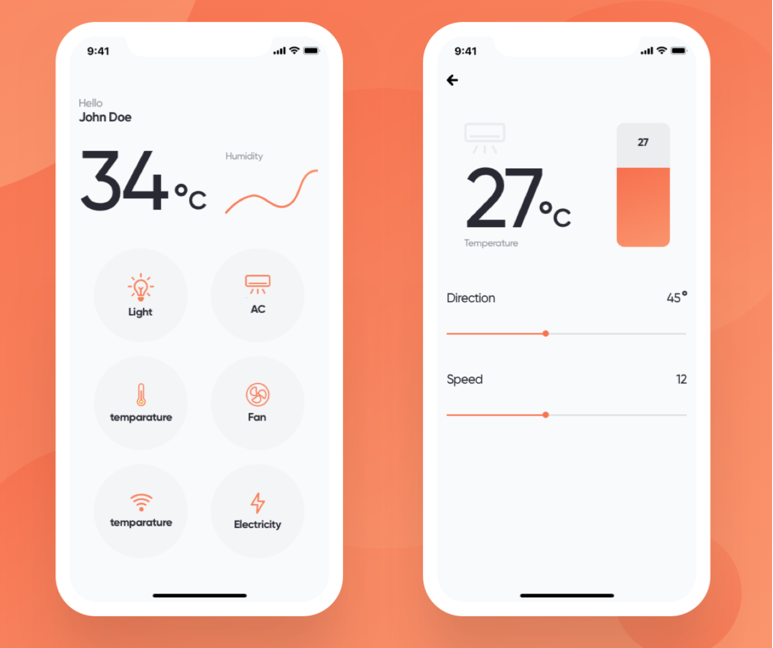 9:41
Hello
John Doe
34°C
Humidity
Light
AC
temparature
Fan
temparature
Electricity
9:41
27
27°C
Temperature
Direction
45°
Speed
12